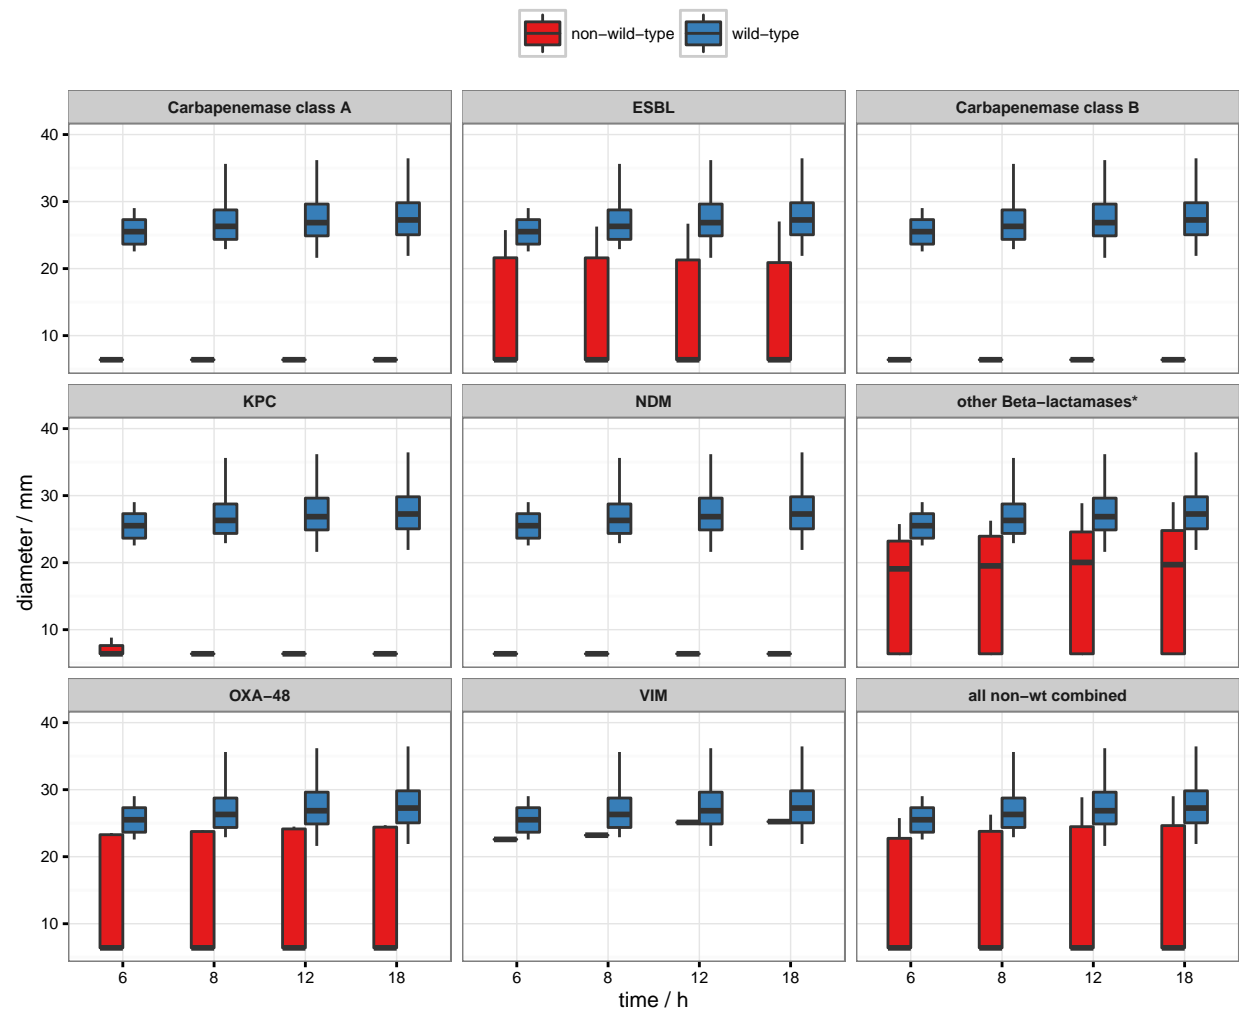 non−wild−type wild−type
Carbapenemase class A ESBL Carbapenemase class B
40
30
20
10
KPC NDM other Beta−lactamases*
40
30
20
10
OXA−48 VIM all non−wt combined
40
30
20
10
diameter / mm
6 8 12 18 6 8 12 18 6 8 12 18
time / h